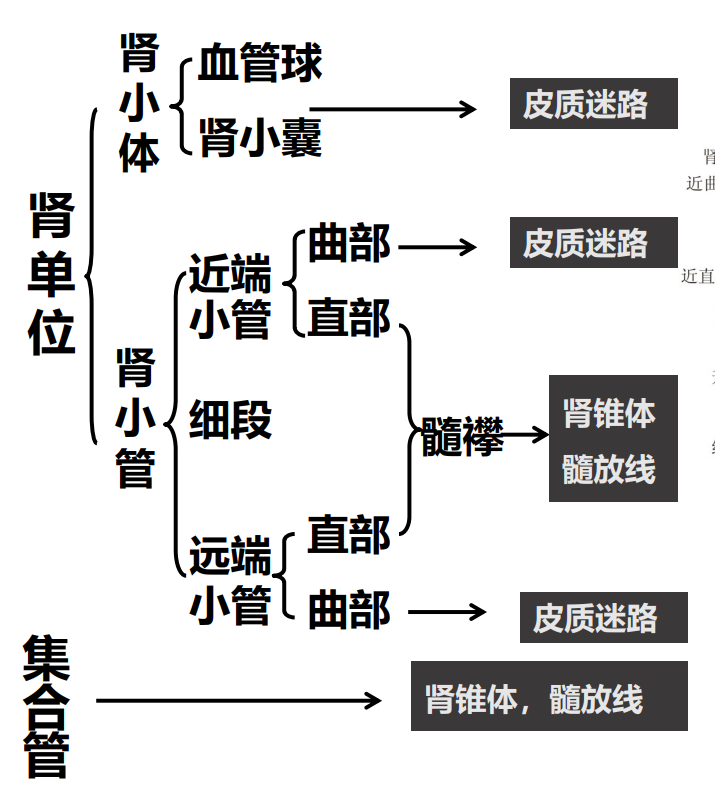 肾单位
肾小体
血管球
肾小囊
皮质迷路
肾小管
近端小管
曲部
皮质迷路
直部
细段
髓襻
肾锥体
髓放线
远端小管
直部
曲部
皮质迷路
集合管
肾锥体，髓放线
肾
近曲
近直